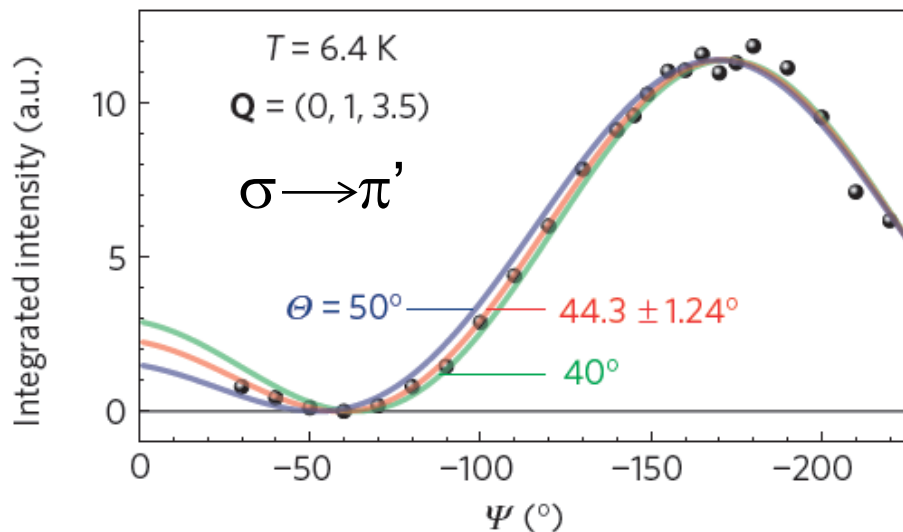 T = 6.4 K
Q = (0, 1, 3.5)
σ⟶π’
Θ = 50°
44.3 ± 1.24°
40°
Integrated intensity (a.u.)
10
5
0
0
−50
−100
−150
−200
Ψ (°)